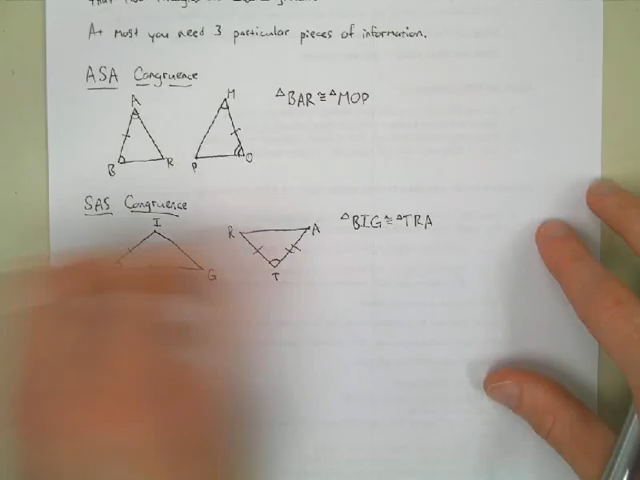 At most you need 3 particular pieces of information.
ASA Congruence
A
B
R
M
P
O
△BAR ≅ △MOP
SAS Congruence
I
G
R
A
T
△BIG ≅ △TRA